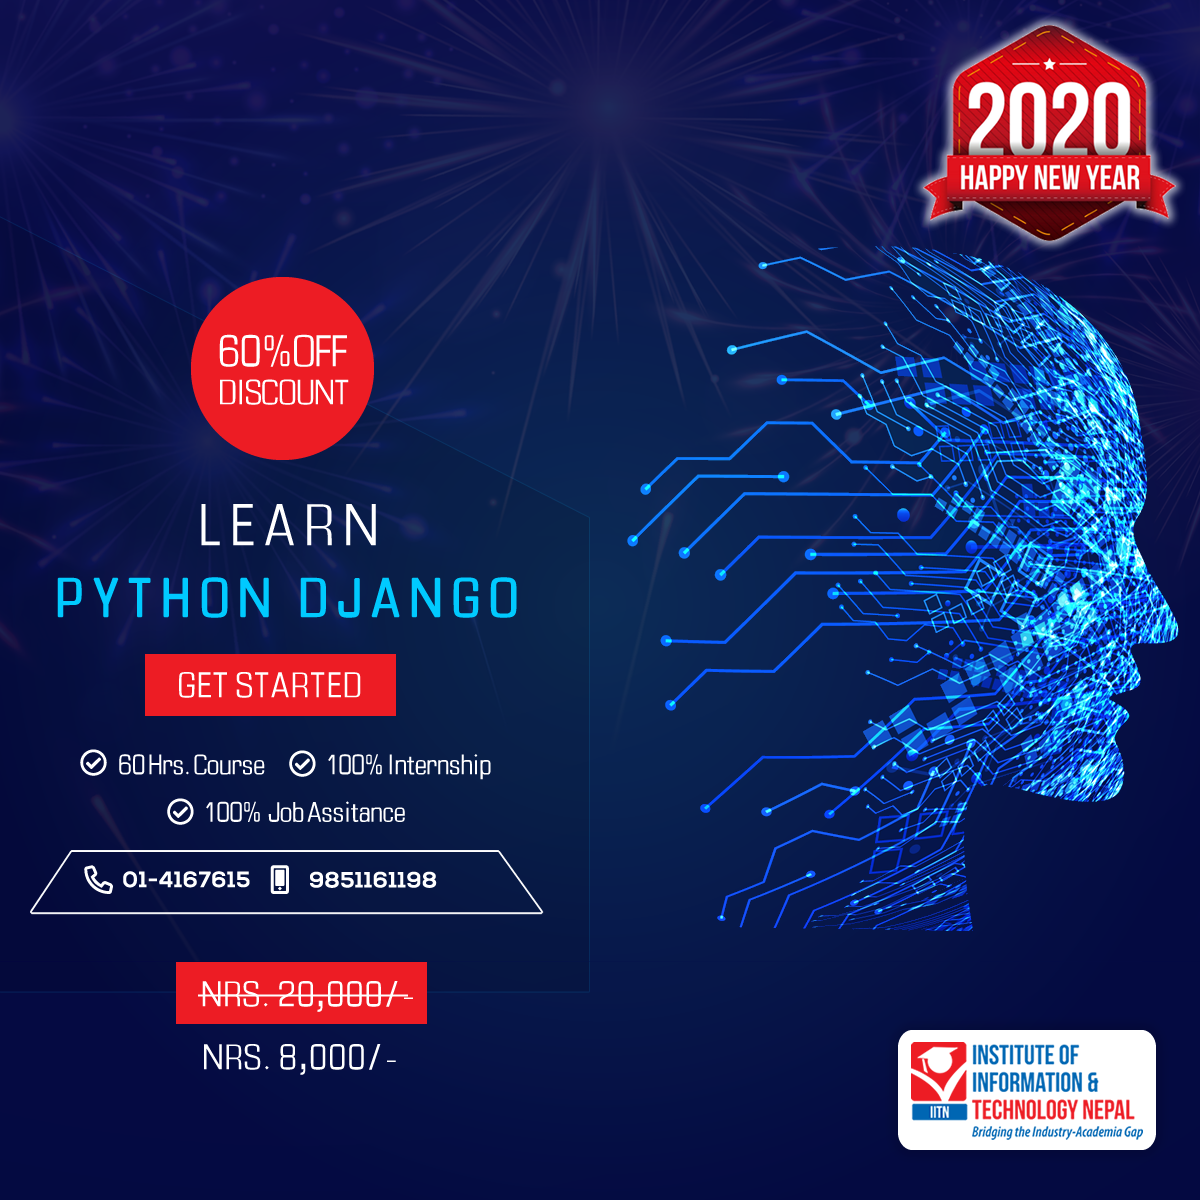 2020
HAPPY NEW YEAR
60% OFF
DISCOUNT
LEARN
PYTHON DJANGO
GET STARTED
60 Hrs. Course
100% Internship
100% Job Assitance
01-4167615
9851161198
NRS. 20,000/-
NRS. 8,000/-
INSTITUTE OF
INFORMATION &
TECHNOLOGY NEPAL
IITN
Bridging the Industry-Academia Gap